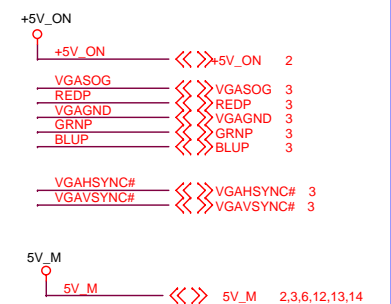 +5V_ON
+5V_ON +5V_ON 2
VGASOG VGASOG 3
REDP REDP 3
VGAGND VGAGND 3
GRNP GRNP 3
BLUP BLUP 3
VGAHSYNC# VGAHSYNC# 3
VGAVSYNC# VGAVSYNC# 3
5V_M
5V_M 5V_M 2,3,6,12,13,14